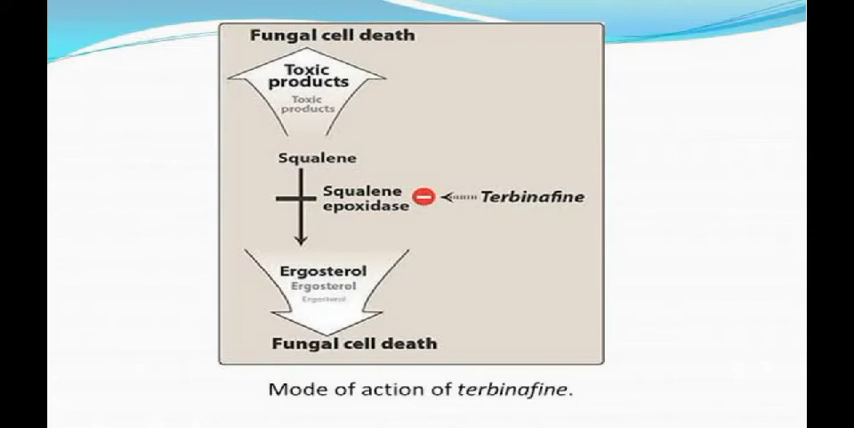 Fungal cell death
Toxic
products
Toxic
products
Squalene
Squalene
epoxidase
Terbinafine
Ergosterol
Ergosterol
Ergosterol
Fungal cell death
Mode of action of terbinafine.